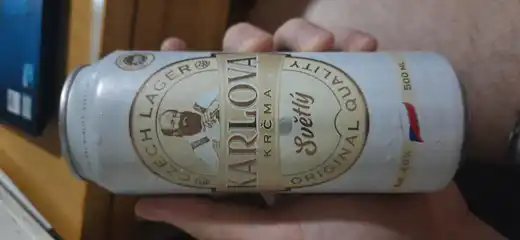 CZECH LAGER
KARLOVA
KRČMA
Světlý
ORIGINAL QUALITY
500 ML